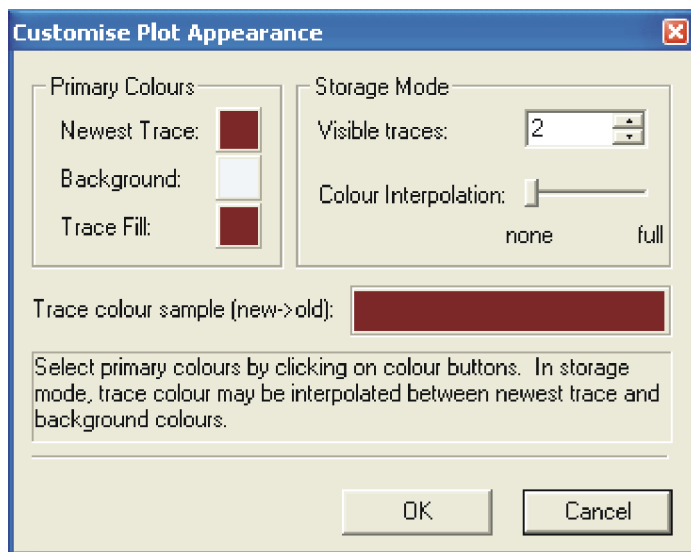 Customise Plot Appearance
Primary Colours
Newest Trace:
Background:
Trace Fill:
Storage Mode
Visible traces: 2
Colour Interpolation:
none full
Trace colour sample (new->old):
Select primary colours by clicking on colour buttons. In storage
mode, trace colour may be interpolated between newest trace and
background colours.
OK Cancel